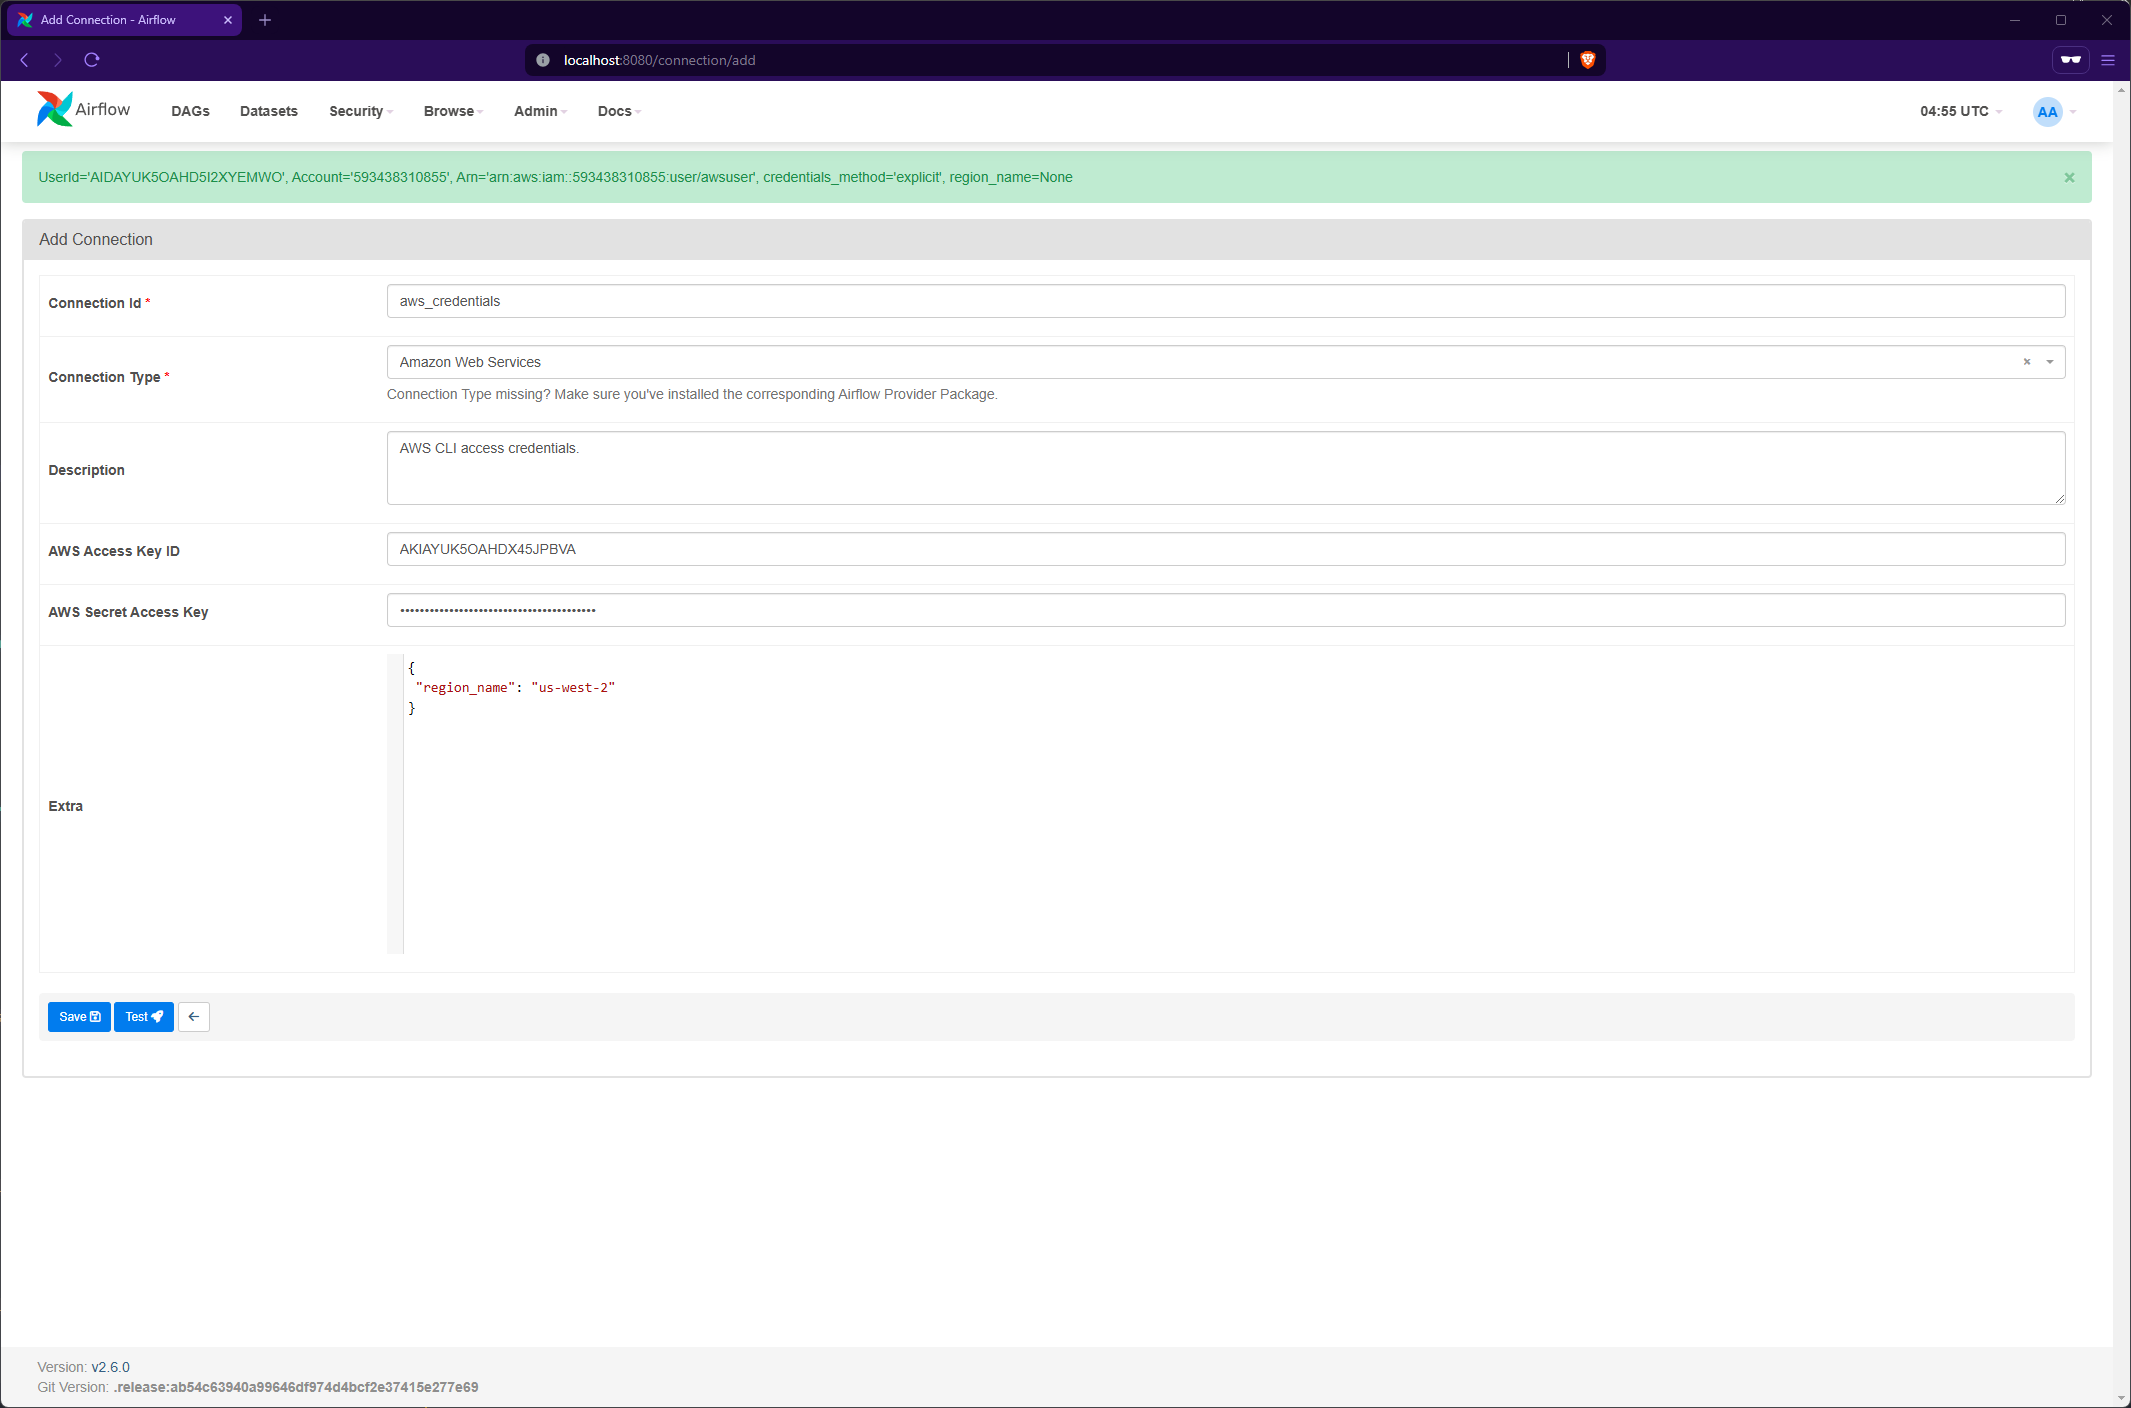 Add Connection - Airflow
localhost:8080/connection/add
Airflow DAGs Datasets Security Browse Admin Docs 04:55 UTC AA
UserId='AIDAYUK5OAHD5I2XYEMWO', Account='593438310855', Arn='arn:aws:iam::593438310855:user/awsuser', credentials_method='explicit', region_name=None
Add Connection
Connection Id *
aws_credentials
Connection Type *
Amazon Web Services
Connection Type missing? Make sure you've installed the corresponding Airflow Provider Package.
Description
AWS CLI access credentials.
AWS Access Key ID
AKIAYUK5OAHDX45JPBVA
AWS Secret Access Key
••••••••••••••••••••••••••••••••••••••••
Extra
{
"region_name": "us-west-2"
}
Save Test
Version: v2.6.0
Git Version: .release:ab54c63940a99646df974d4bcf2e37415e277e69